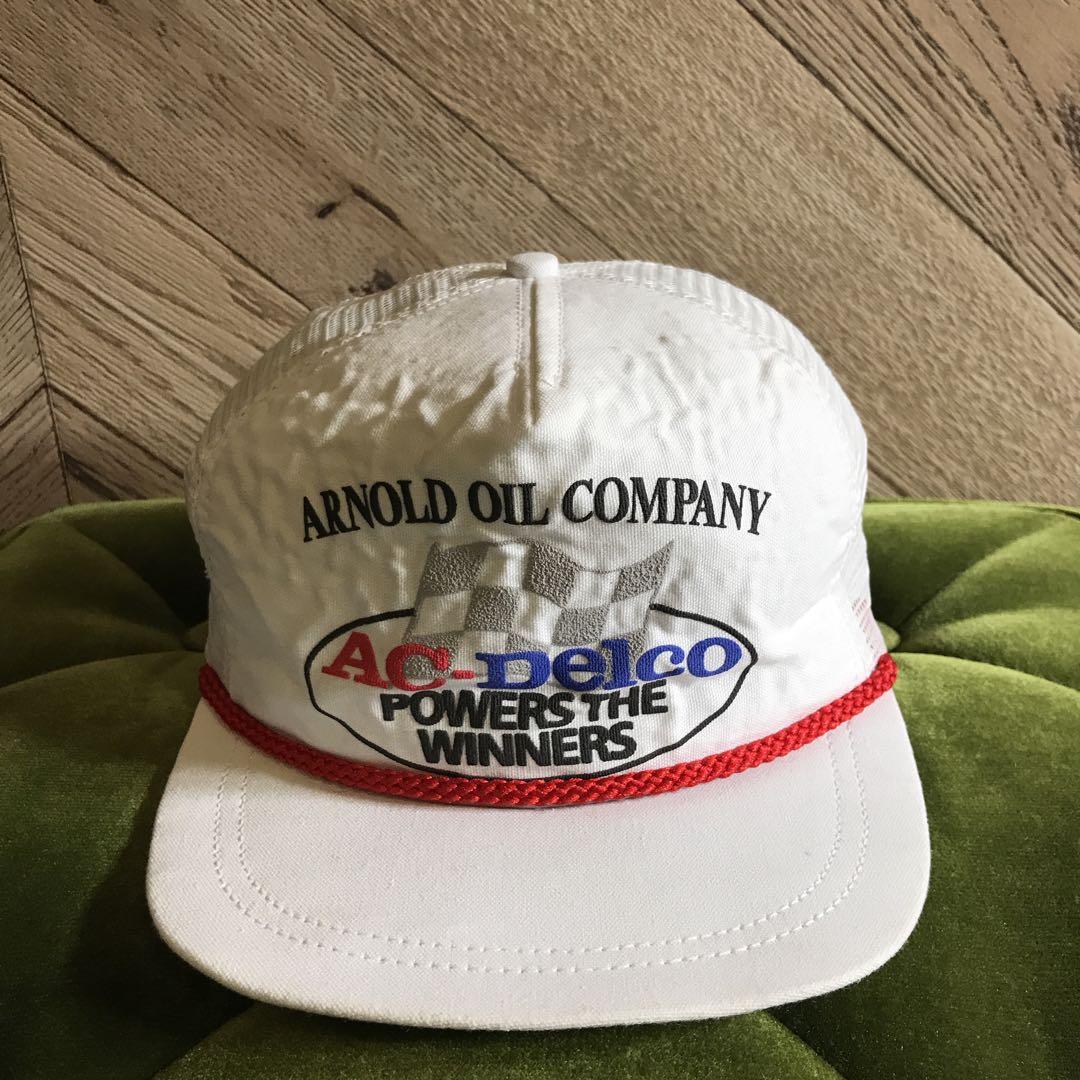 ARNOLD OIL COMPANY
AC-Delco
POWERS THE
WINNERS